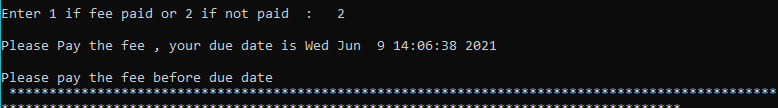 Enter 1 if fee paid or 2 if not paid  :   2
Please Pay the fee , your due date is Wed Jun  9 14:06:38 2021
Please pay the fee before due date
************************************************************************************************
*************************************************************************************